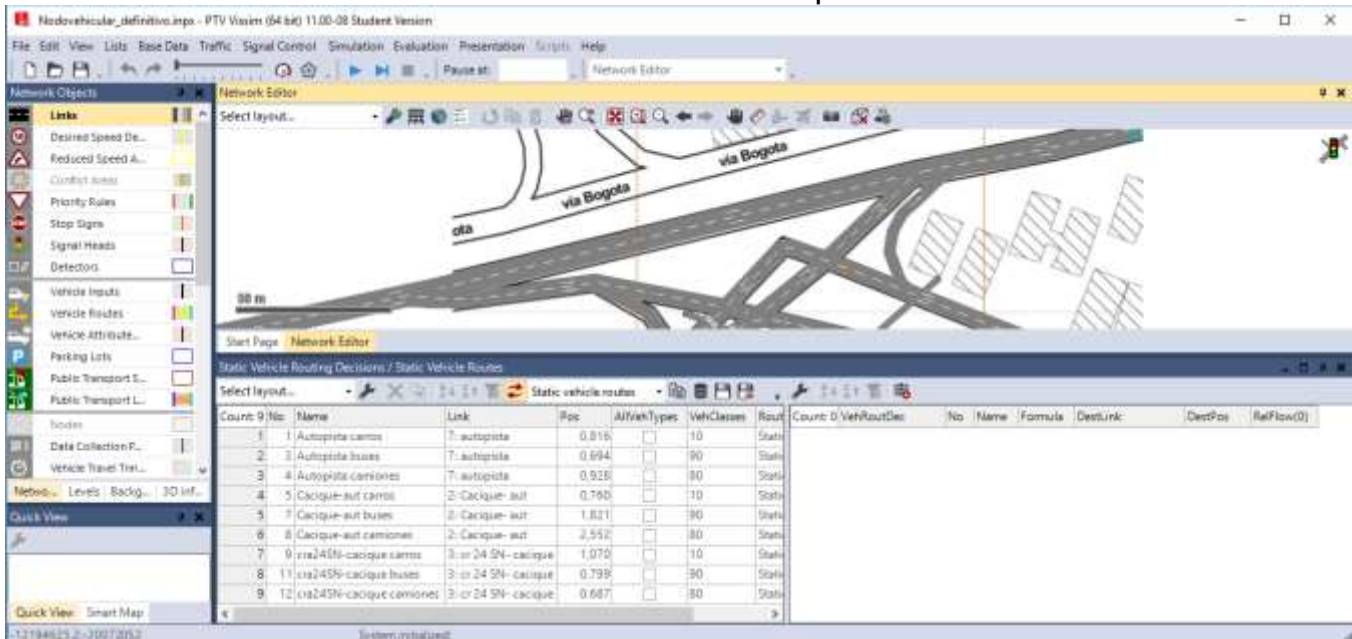 Nodovehicular_definitivo.inpx - PTV Vissim (64 bit) 11.00-08 Student Version
File Edit View Lists Base Data Traffic Signal Control Simulation Evaluation Presentation Scripts Help
Pause at: Network Editor
Network Objects
Links
Desired Speed De...
Reduced Speed A...
Conflict Areas
Priority Rules
Stop Signs
Signal Heads
Detectors
Vehicle Inputs
Vehicle Routes
Vehicle Attribute...
Parking Lots
Public Transport S...
Public Transport L...
Nodes
Data Collection P...
Vehicle Travel Tim...
Netwo... Levels Backg... 3D Inf...
Quick View
Quick View Smart Map
Network Editor
Select layout...
via Bogota
via Bogota
ota
Start Page Network Editor
Static Vehicle Routing Decisions / Static Vehicle Routes
Select layout... Static vehicle routes
Count: 9 No Name Link Pos AllVehTypes VehClasses Rout
1 1 Autopista carros 7: autopista 0,816 10 Stati
2 3 Autopista buses 7: autopista 0,694 90 Stati
3 4 Autopista camiones 7: autopista 0,928 80 Stati
4 5 Cacique-aut carros 2: Cacique- aut 0,760 10 Stati
5 7 Cacique-aut buses 2: Cacique- aut 1,821 90 Stati
6 8 Cacique-aut camiones 2: Cacique- aut 2,552 80 Stati
7 9 cra24SN-cacique carros 3: cr 24 SN- cacique 1,070 10 Stati
8 11 cra24SN-cacique buses 3: cr 24 SN- cacique 0,799 90 Stati
9 12 cra24SN-cacique camiones 3: cr 24 SN- cacique 0,687 80 Stati
Count: 0 VehRoutDec No Name Formula DestLink DestPos RelFlow(0)
System initialized!